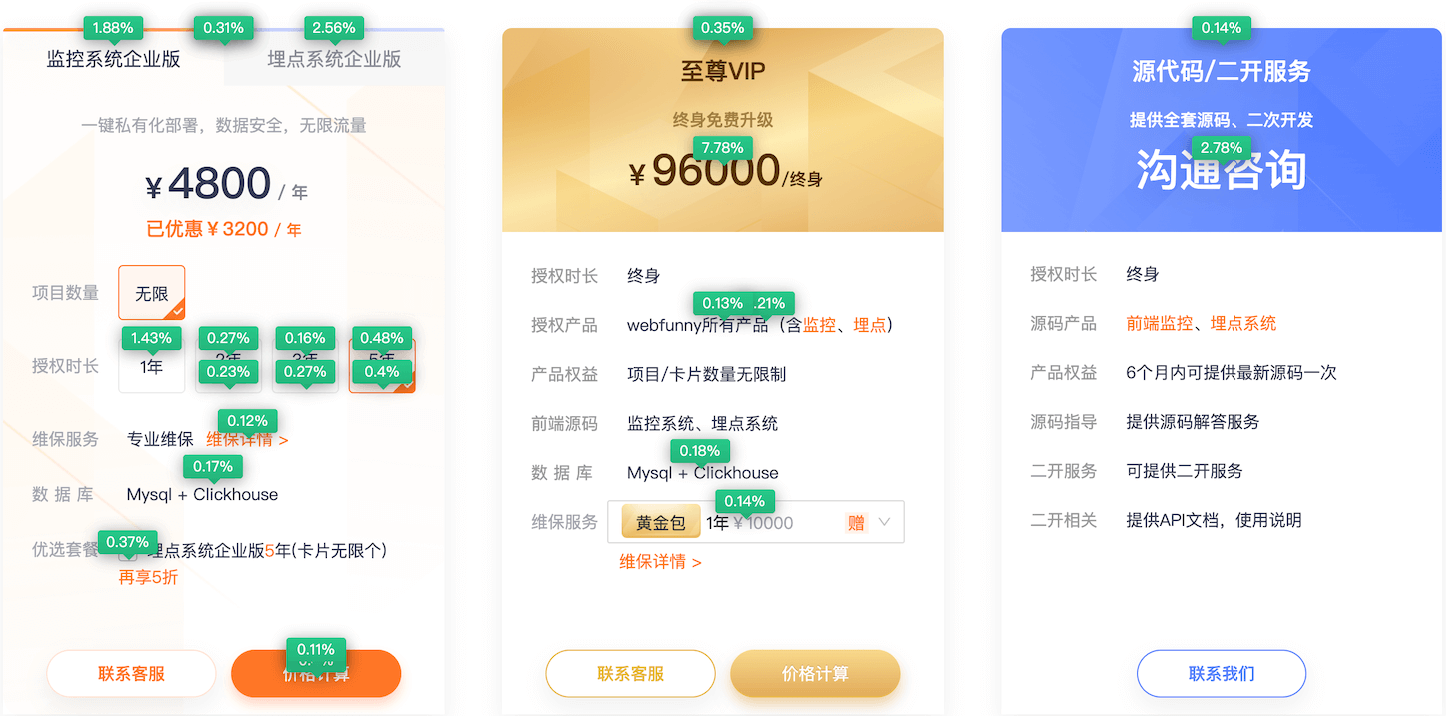 1.88%
0.31%
2.56%
监控系统企业版
埋点系统企业版
一键私有化部署，数据安全，无限流量
¥4800 / 年
已优惠￥3200 / 年
项目数量
无限
1.43%
0.27%
0.16%
0.48%
授权时长
1年
0.23%
0.27%
0.4%
0.12%
维保服务
专业维保
维保详情 >
0.17%
数 据 库
Mysql + Clickhouse
0.37%
优选套餐
埋点系统企业版5年(卡片无限个)
再享5折
0.11%
联系客服
价格计算
0.35%
至尊VIP
终身免费升级
7.78%
¥96000/终身
授权时长
终身
0.13%
.21%
授权产品
webfunny所有产品（含监控、埋点）
产品权益
项目/卡片数量无限制
前端源码
监控系统、埋点系统
0.18%
数 据 库
Mysql + Clickhouse
0.14%
维保服务
黄金包
1年
￥10000
赠
维保详情 >
联系客服
价格计算
0.14%
源代码/二开服务
提供全套源码、二次开发
2.78%
沟通咨询
授权时长
终身
源码产品
前端监控、埋点系统
产品权益
6个月内可提供最新源码一次
源码指导
提供源码解答服务
二开服务
可提供二开服务
二开相关
提供API文档，使用说明
联系我们